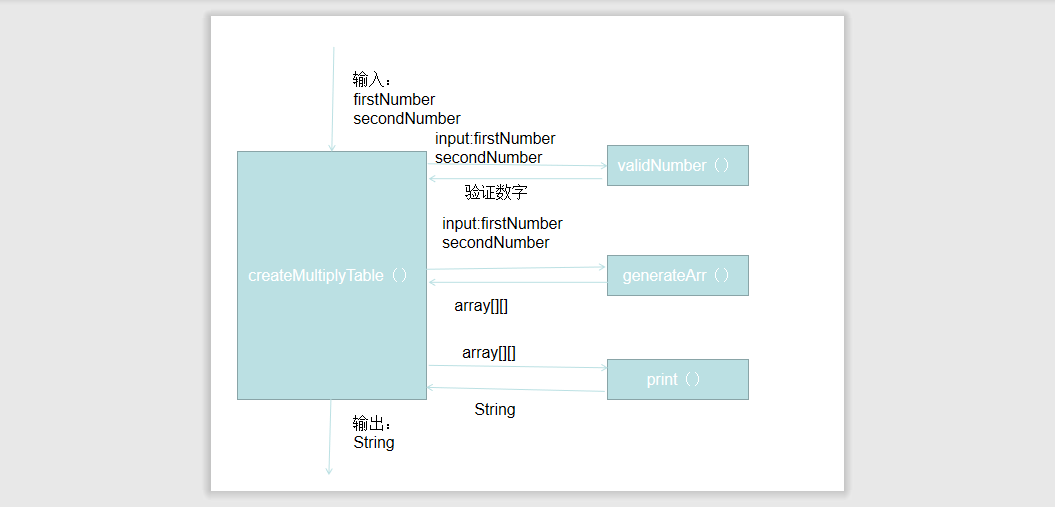 输入：
firstNumber
secondNumber
input:firstNumber
secondNumber
validNumber（）
验证数字
input:firstNumber
secondNumber
createMultiplyTable（）
generateArr（）
array[][]
array[][]
print（）
String
输出：
String